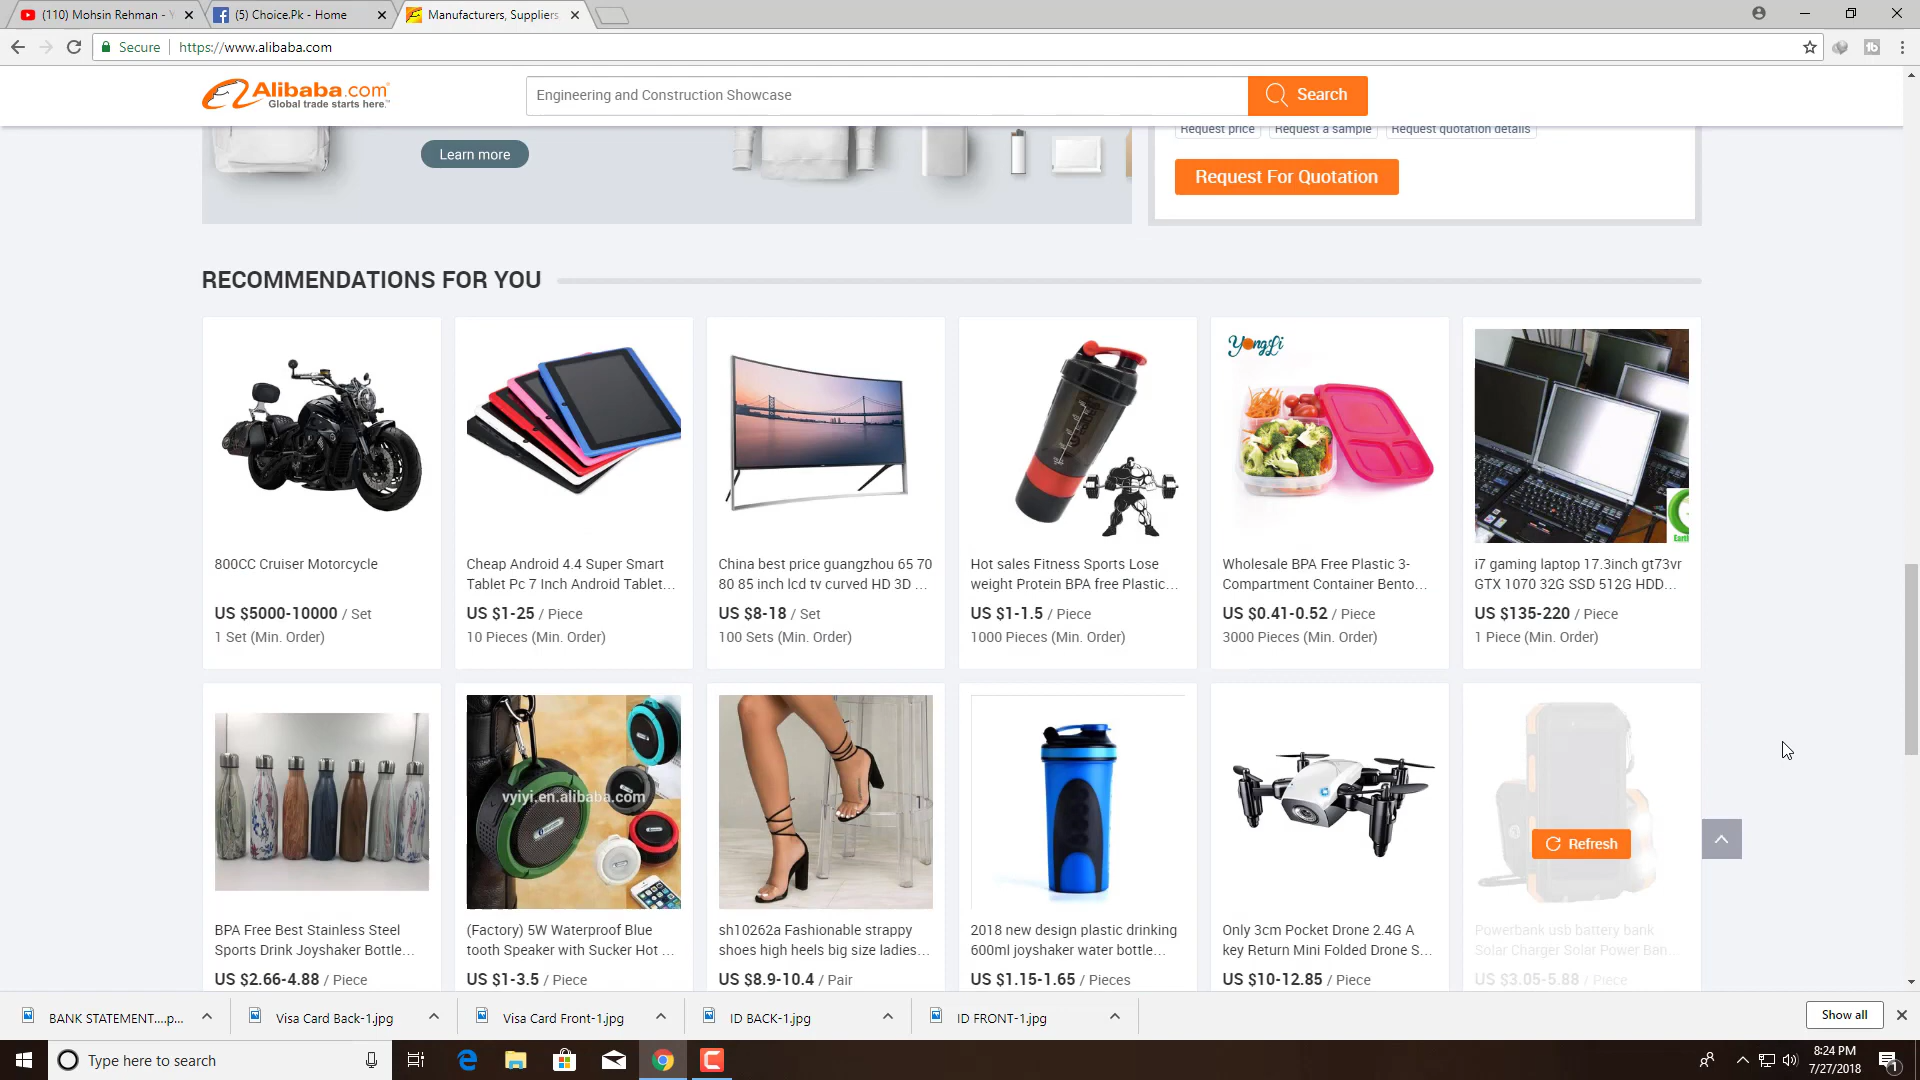 (110) Mohsin Rehman - Y
(5) Choice.Pk - Home
Manufacturers, Suppliers,
Secure
https://www.alibaba.com
Alibaba.com
Global trade starts here.™
Engineering and Construction Showcase
Search
Learn more
Request price
Request a sample
Request quotation details
Request For Quotation
RECOMMENDATIONS FOR YOU
YongLi
800CC Cruiser Motorcycle
US $5000-10000 / Set
1 Set (Min. Order)
Cheap Android 4.4 Super Smart
Tablet Pc 7 Inch Android Tablet...
US $1-25 / Piece
10 Pieces (Min. Order)
China best price guangzhou 65 70
80 85 inch lcd tv curved HD 3D ...
US $8-18 / Set
100 Sets (Min. Order)
Hot sales Fitness Sports Lose
weight Protein BPA free Plastic...
US $1-1.5 / Piece
1000 Pieces (Min. Order)
Wholesale BPA Free Plastic 3-
Compartment Container Bento...
US $0.41-0.52 / Piece
3000 Pieces (Min. Order)
i7 gaming laptop 17.3inch gt73vr
GTX 1070 32G SSD 512G HDD...
US $135-220 / Piece
1 Piece (Min. Order)
vyiyi.en.alibaba.com
BPA Free Best Stainless Steel
Sports Drink Joyshaker Bottle...
US $2.66-4.88 / Piece
(Factory) 5W Waterproof Blue
tooth Speaker with Sucker Hot ...
US $1-3.5 / Piece
sh10262a Fashionable strappy
shoes high heels big size ladies...
US $8.9-10.4 / Pair
2018 new design plastic drinking
600ml joyshaker water bottle...
US $1.15-1.65 / Pieces
Only 3cm Pocket Drone 2.4G A
key Return Mini Folded Drone S...
US $10-12.85 / Piece
Refresh
Powerbank usb battery bank
Solar Charger Solar Power Ban...
US $3.05-5.88 / Piece
BANK STATEMENT....p...
Visa Card Back-1.jpg
Visa Card Front-1.jpg
ID BACK-1.jpg
ID FRONT-1.jpg
Show all
Type here to search
8:24 PM
7/27/2018
1